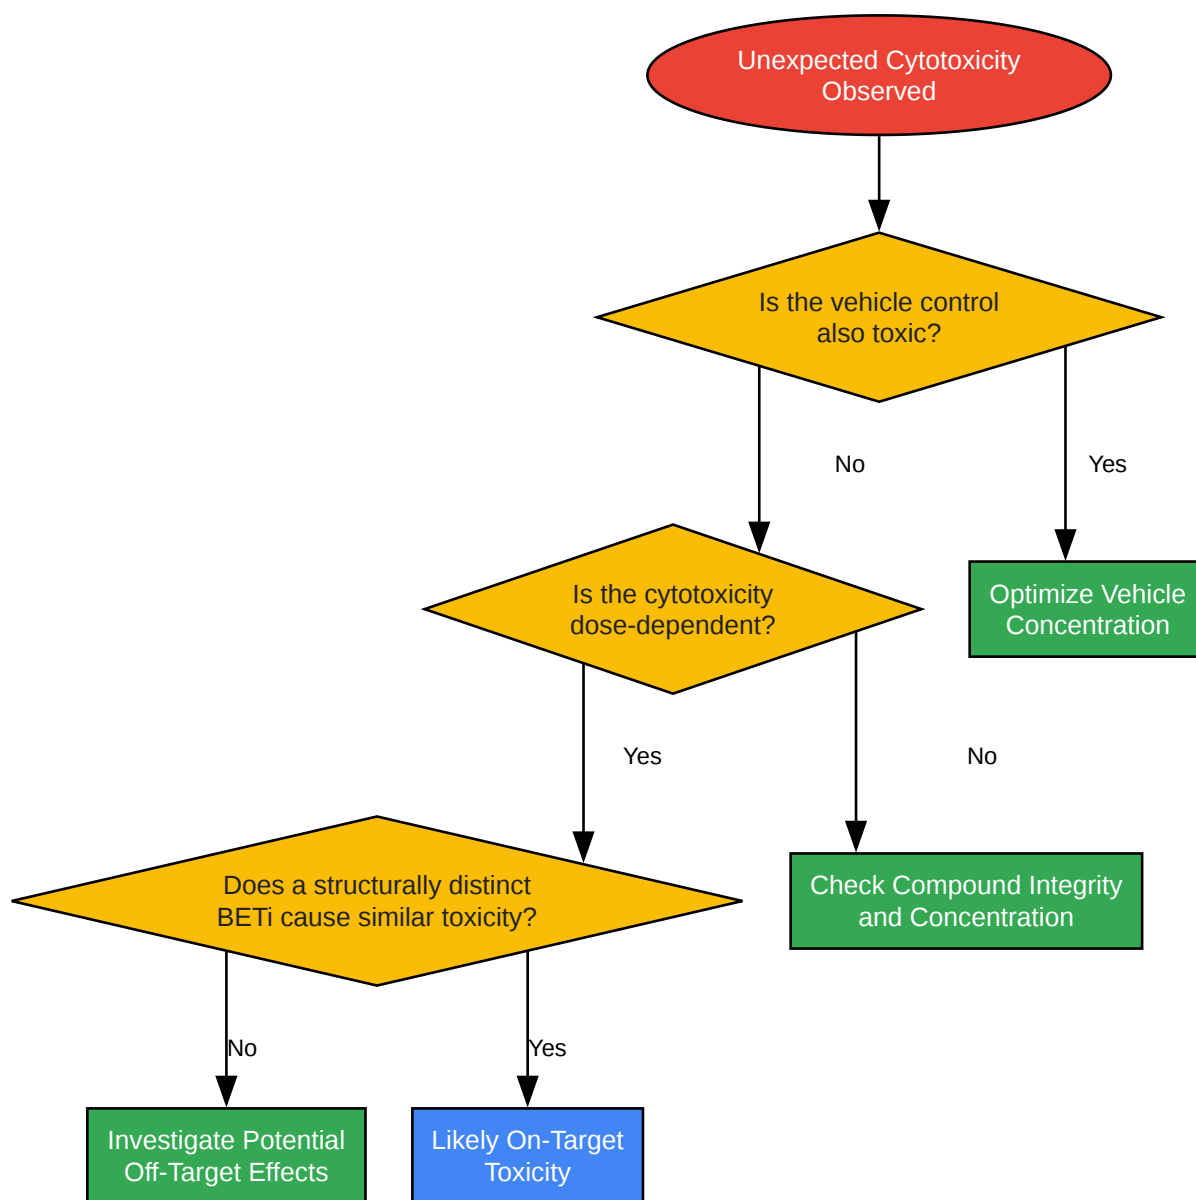 Unexpected Cytotoxicity
Observed
Is the vehicle control
also toxic?
No
Yes
Is the cytotoxicity
dose-dependent?
Optimize Vehicle
Concentration
Yes
No
Does a structurally distinct
BETi cause similar toxicity?
Check Compound Integrity
and Concentration
No
Yes
Investigate Potential
Off-Target Effects
Likely On-Target
Toxicity